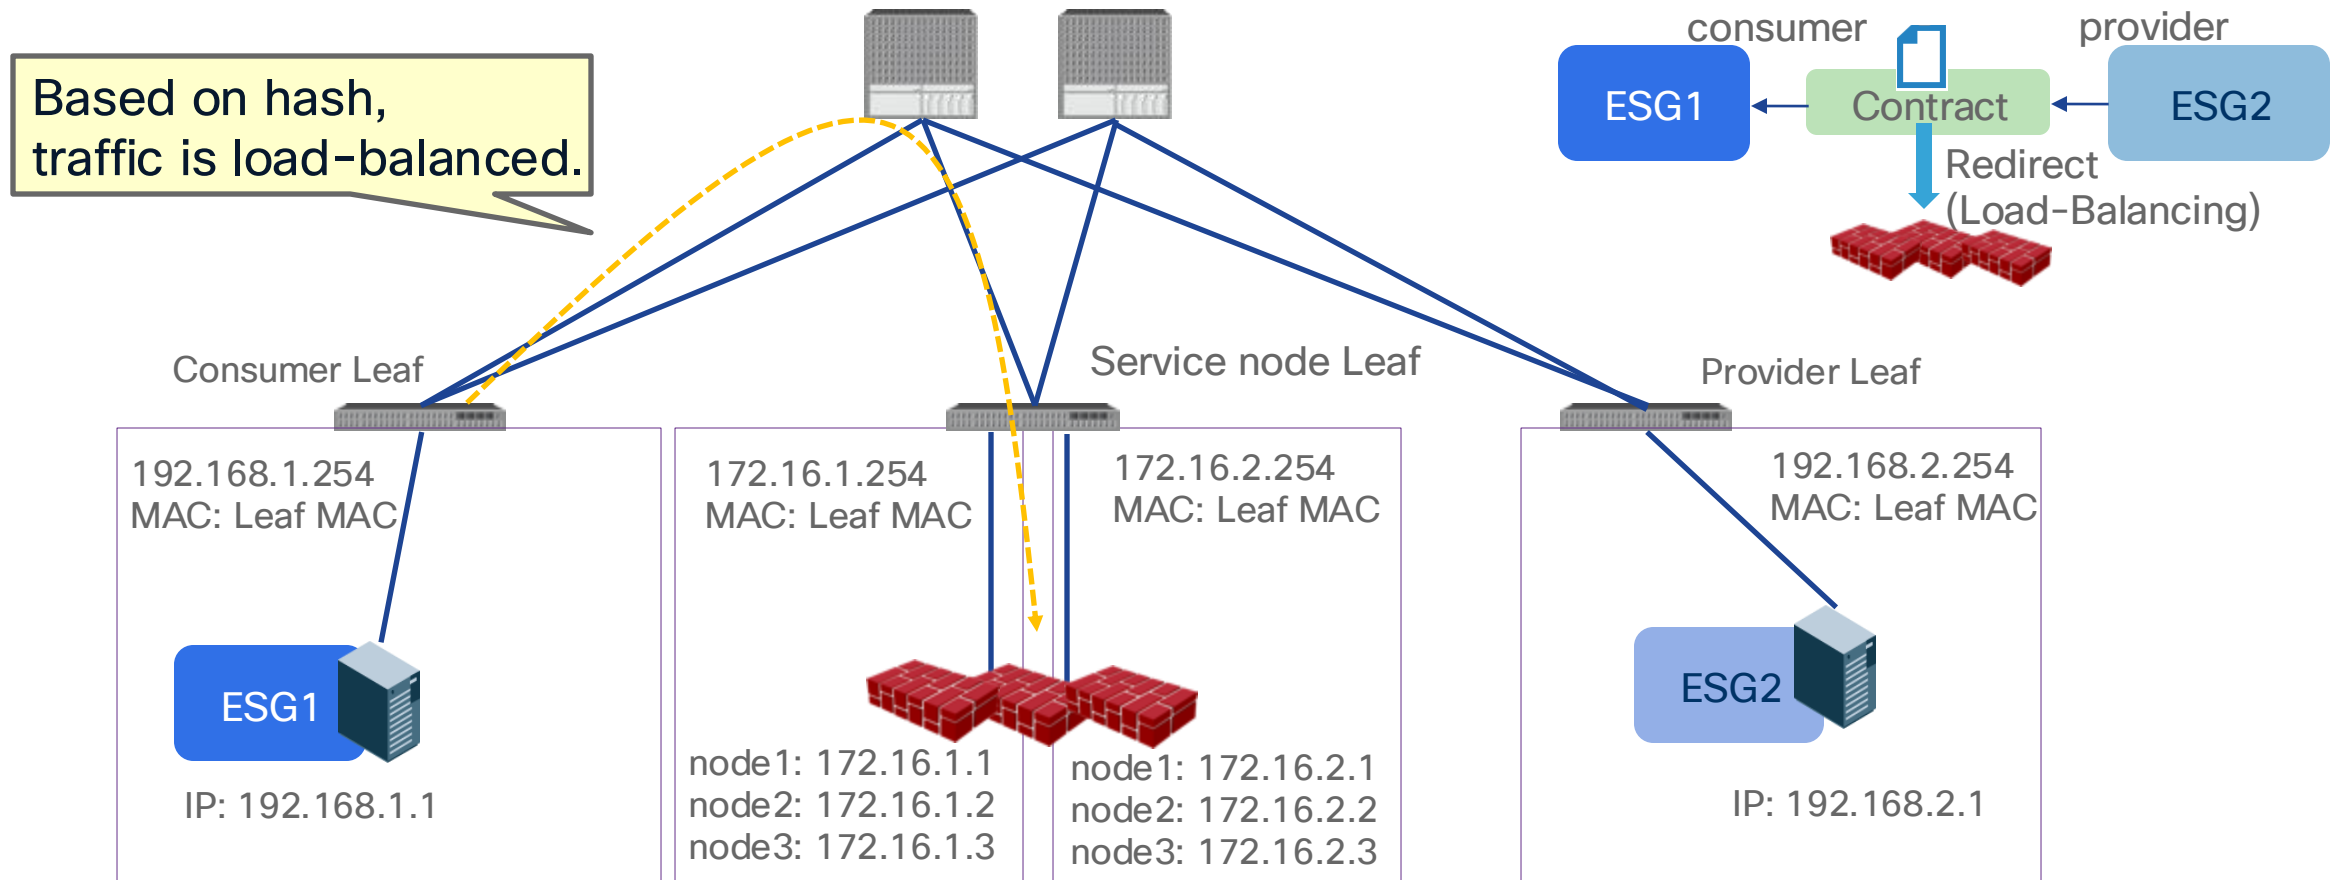 consumer
provider
Based on hash,
traffic is load-balanced.
ESG1
Contract
ESG2
Redirect
(Load-Balancing)
Consumer Leaf
Service node Leaf
Provider Leaf
192.168.1.254
MAC: Leaf MAC
172.16.1.254
MAC: Leaf MAC
172.16.2.254
MAC: Leaf MAC
192.168.2.254
MAC: Leaf MAC
ESG1
IP: 192.168.1.1
node1: 172.16.1.1
node2: 172.16.1.2
node3: 172.16.1.3
node1: 172.16.2.1
node2: 172.16.2.2
node3: 172.16.2.3
ESG2
IP: 192.168.2.1